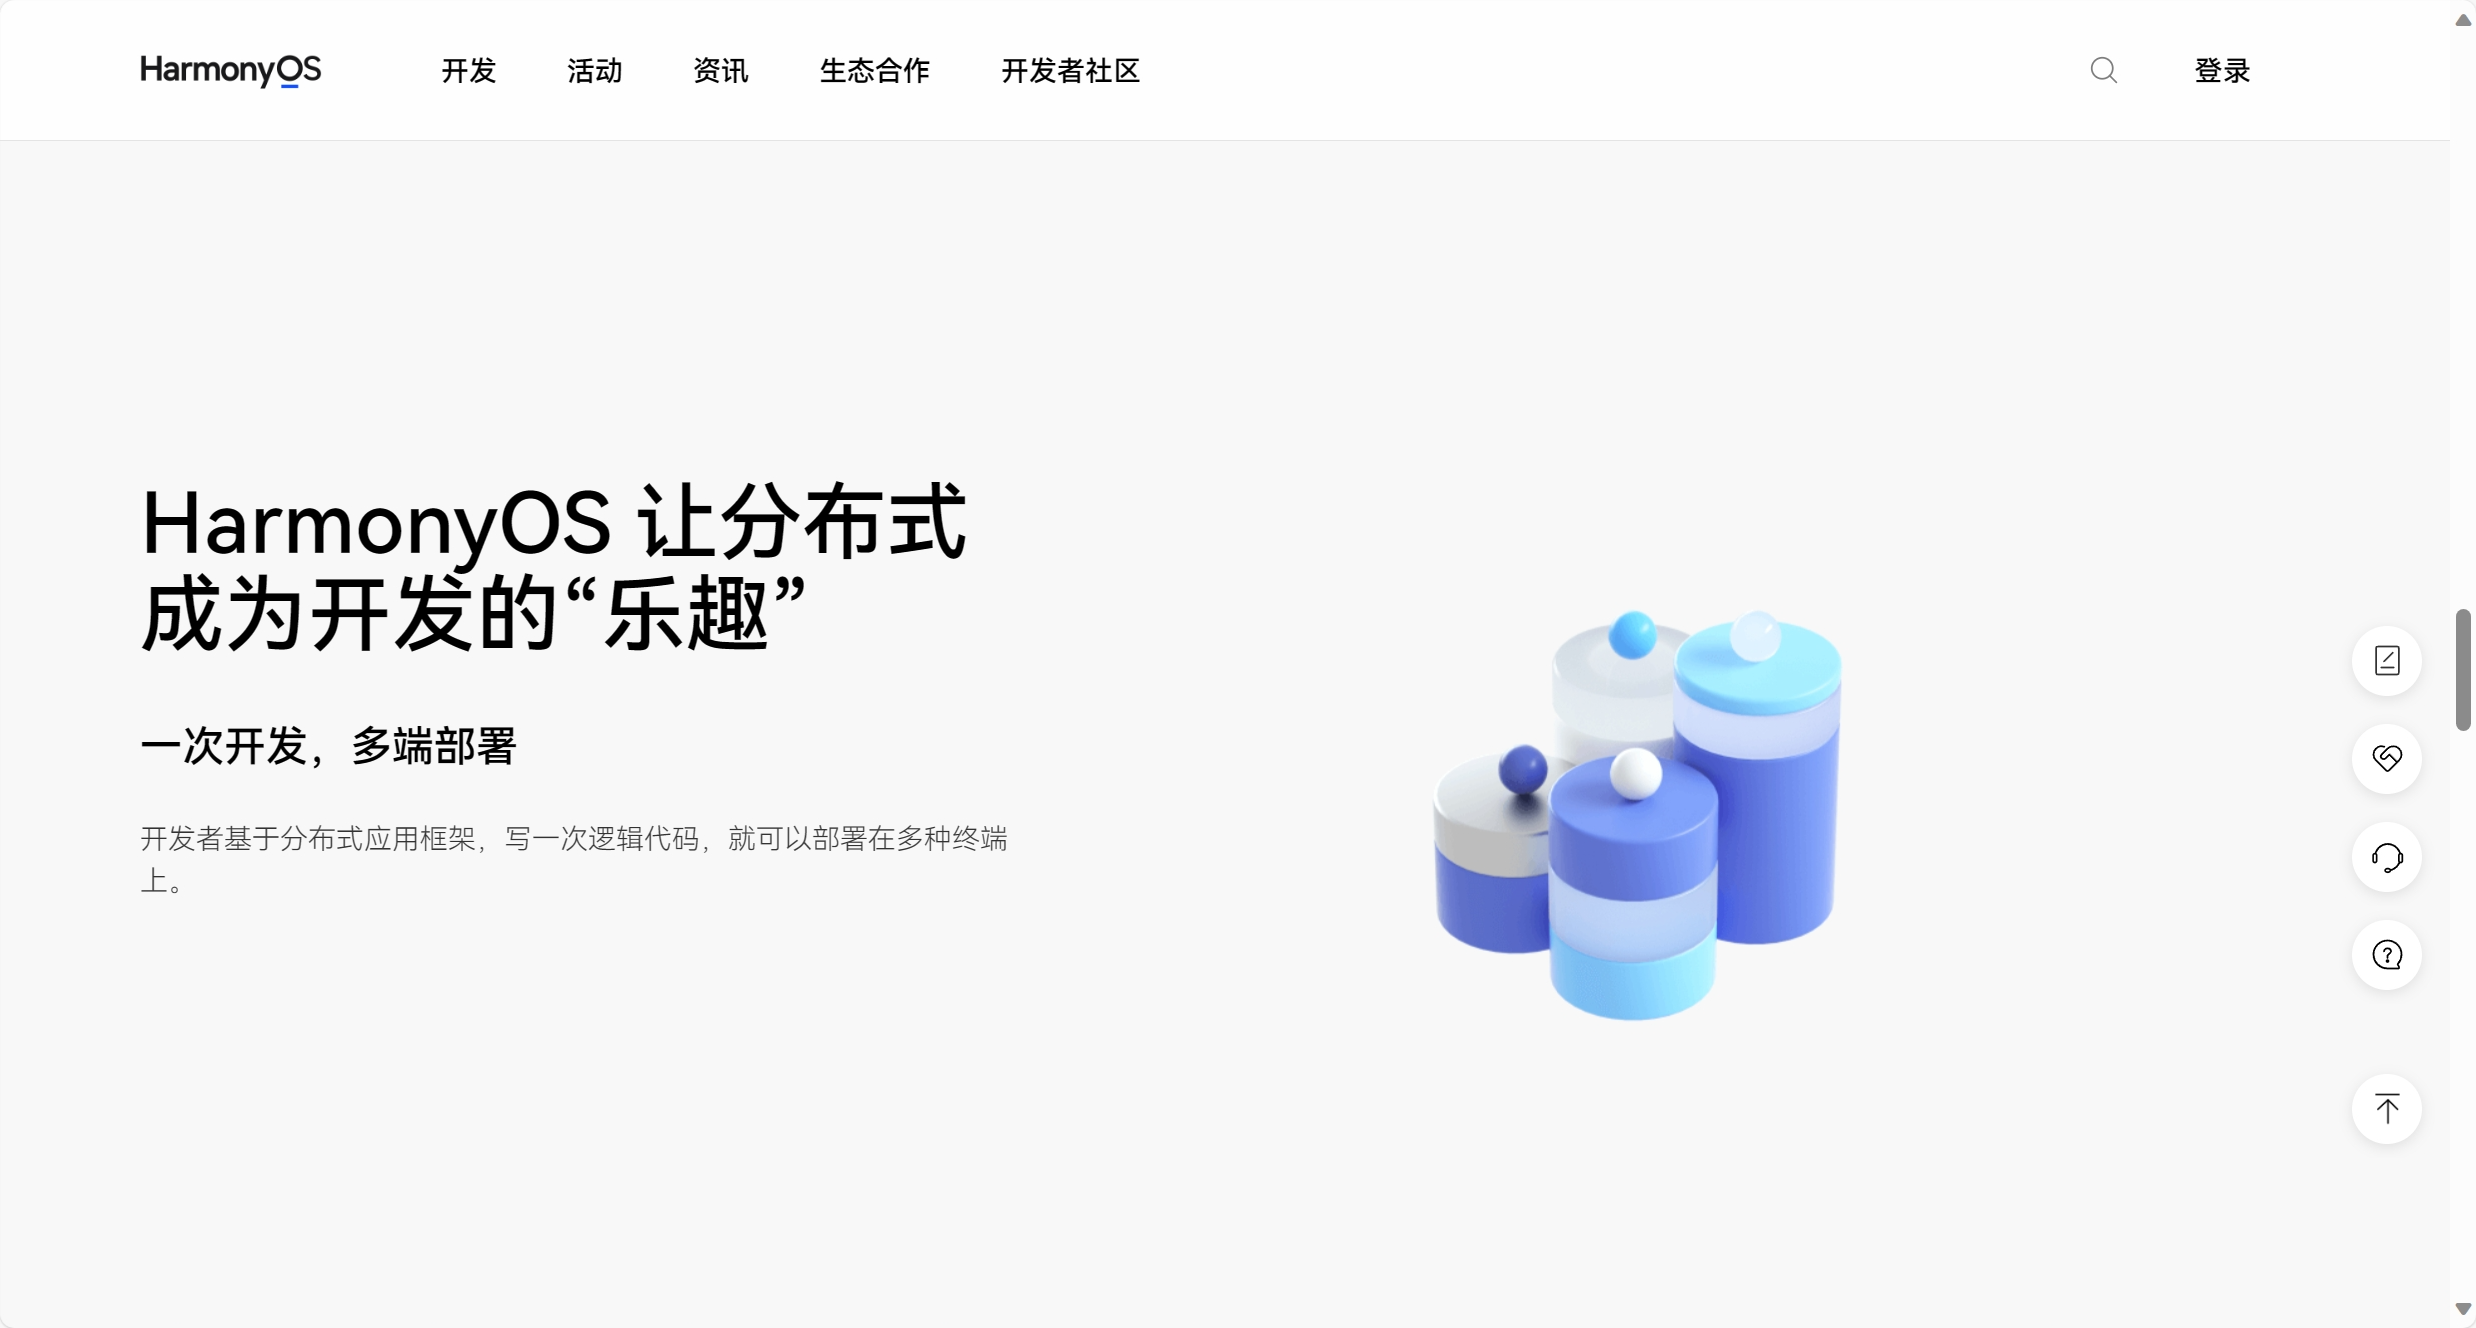 HarmonyOS
开发
活动
资讯
生态合作
开发者社区
登录
HarmonyOS 让分布式
成为开发的“乐趣”
一次开发，多端部署
开发者基于分布式应用框架，写一次逻辑代码，就可以部署在多种终端
上。